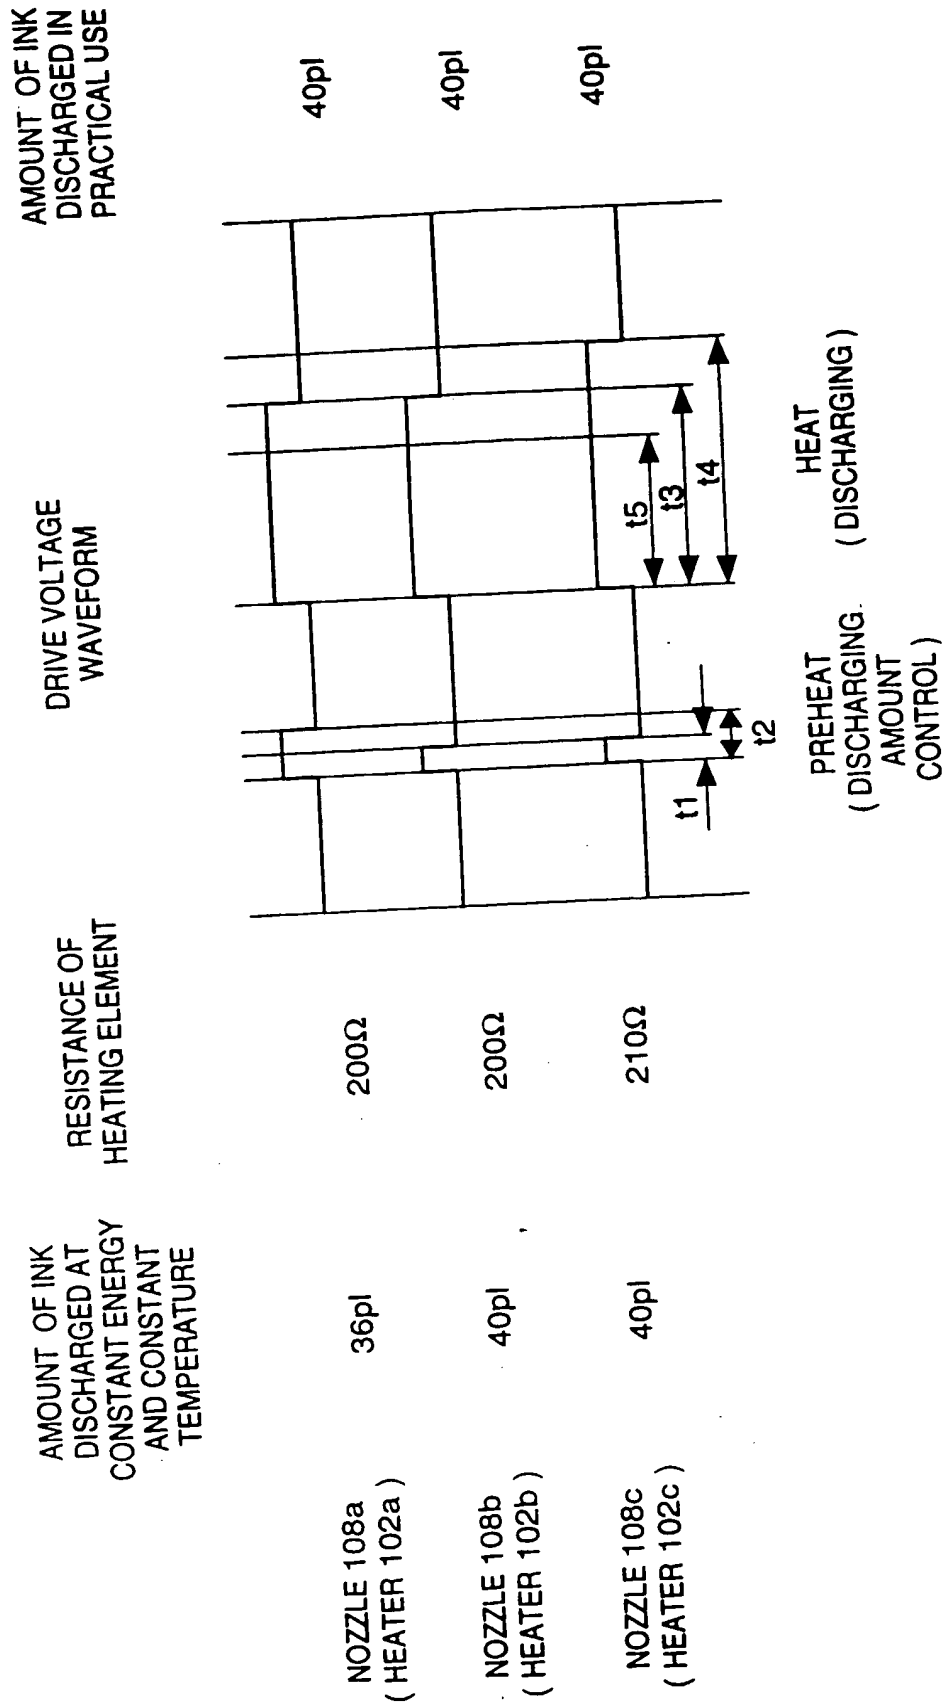 AMOUNT OF INK
DISCHARGED AT
CONSTANT ENERGY
AND CONSTANT
TEMPERATURE
RESISTANCE OF
HEATING ELEMENT
DRIVE VOLTAGE
WAVEFORM
AMOUNT OF INK
DISCHARGED IN
PRACTICAL USE
NOZZLE 108a
( HEATER 102a )
36pl
200Ω
40pl
NOZZLE 108b
( HEATER 102b )
40pl
200Ω
40pl
NOZZLE 108c
( HEATER 102c )
40pl
210Ω
40pl
t1
t2
t5
t3
t4
PREHEAT
( DISCHARGING
AMOUNT
CONTROL )
HEAT
( DISCHARGING )